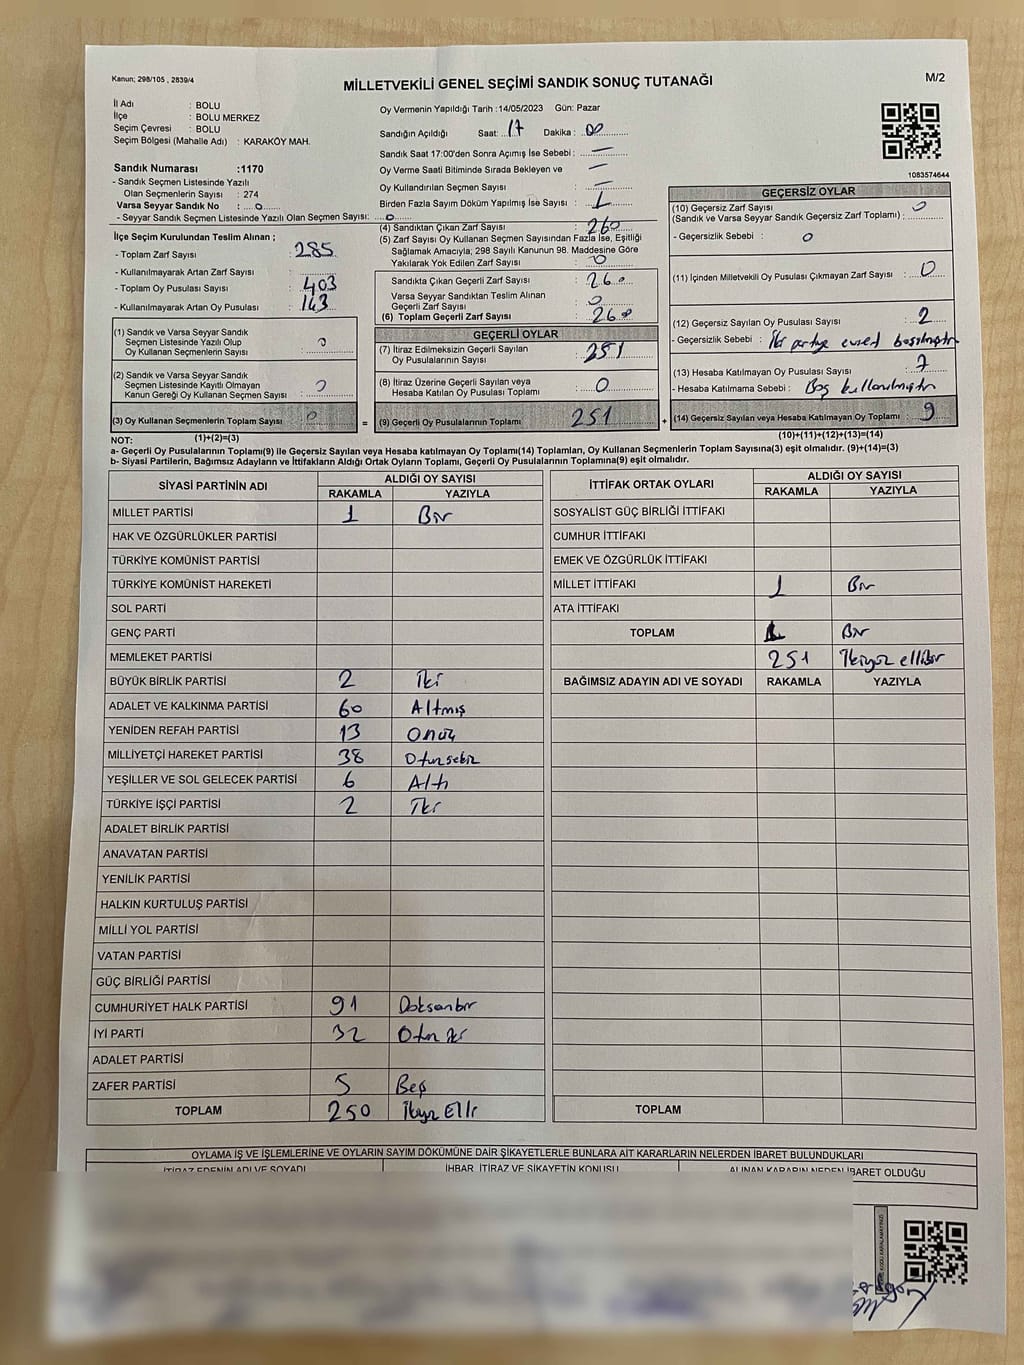 Kanun; 298/105 , 2839/4
MİLLETVEKİLİ GENEL SEÇİMİ SANDIK SONUÇ TUTANAĞI
M/2
İl Adı : BOLU
İlçe : BOLU MERKEZ
Seçim Çevresi : BOLU
Seçim Bölgesi (Mahalle Adı) : KARAKÖY MAH.
Sandık Numarası : 1170
- Sandık Seçmen Listesinde Yazılı
Olan Seçmenlerin Sayısı : 274
Varsa Seyyar Sandık No : 0
- Seyyar Sandık Seçmen Listesinde Yazılı Olan Seçmen Sayısı: 0
Oy Vermenin Yapıldığı Tarih : 14/05/2023 Gün: Pazar
Sandığın Açıldığı Saat: 17 Dakika : 00
Sandık Saat 17:00'den Sonra Açımış İse Sebebi : —
Oy Verme Saati Bitiminde Sırada Bekleyen ve —
Oy Kullandırılan Seçmen Sayısı : —
Birden Fazla Sayım Döküm Yapılmış İse Sayısı : 1
1083574644
İlçe Seçim Kurulundan Teslim Alınan ;
- Toplam Zarf Sayısı : 285
- Kullanılmayarak Artan Zarf Sayısı :
- Toplam Oy Pusulası Sayısı : 403
- Kullanılmayarak Artan Oy Pusulası : 143
(1) Sandık ve Varsa Seyyar Sandık
Seçmen Listesinde Yazılı Olup
Oy Kullanan Seçmenlerin Sayısı : 0
(2) Sandık ve Varsa Seyyar Sandık
Seçmen Listesinde Kayıtlı Olmayan
Kanun Gereği Oy Kullanan Seçmen Sayısı : 0
(3) Oy Kullanan Seçmenlerin Toplam Sayısı : 0
(1)+(2)=(3)
(4) Sandıktan Çıkan Zarf Sayısı : 260
(5) Zarf Sayısı Oy Kullanan Seçmen Sayısından Fazla İse, Eşitliği
Sağlamak Amacıyla; 298 Sayılı Kanunun 98. Maddesine Göre
Yakılarak Yok Edilen Zarf Sayısı : 0
Sandıkta Çıkan Geçerli Zarf Sayısı : 260
Varsa Seyyar Sandıktan Teslim Alınan
Geçerli Zarf Sayısı : 0
(6) Toplam Geçerli Zarf Sayısı : 260
GEÇERLİ OYLAR
(7) İtiraz Edilmeksizin Geçerli Sayılan
Oy Pusulalarının Sayısı : 251
(8) İtiraz Üzerine Geçerli Sayılan veya
Hesaba Katılan Oy Pusulası Toplamı : 0
= (9) Geçerli Oy Pusulalarının Toplamı : 251
GEÇERSİZ OYLAR
(10) Geçersiz Zarf Sayısı
(Sandık ve Varsa Seyyar Sandık Geçersiz Zarf Toplamı) : 0
- Geçersizlik Sebebi : 0
(11) İçinden Milletvekili Oy Pusulası Çıkmayan Zarf Sayısı : 0
(12) Geçersiz Sayılan Oy Pusulası Sayısı : 2
- Geçersizlik Sebebi : İki partiye evet basılmıştır
(13) Hesaba Katılmayan Oy Pusulası Sayısı : 7
- Hesaba Katılmama Sebebi : Boş kullanılmıştır
+ (14) Geçersiz Sayılan veya Hesaba Katılmayan Oy Toplamı : 9
(10)+(11)+(12)+(13)=(14)
NOT:
a- Geçerli Oy Pusulalarının Toplamı(9) ile Geçersiz Sayılan veya Hesaba katılmayan Oy Toplamı(14) Toplamları, Oy Kullanan Seçmenlerin Toplam Sayısına(3) eşit olmalıdır. (9)+(14)=(3)
b- Siyasi Partilerin, Bağımsız Adayların ve İttifakların Aldığı Ortak Oyların Toplamı, Geçerli Oy Pusulalarının Toplamına(9) eşit olmalıdır.
SİYASİ PARTİNİN ADI ALDIĞI OY SAYISI
RAKAMLA YAZIYLA
MİLLET PARTİSİ 1 Bir
HAK VE ÖZGÜRLÜKLER PARTİSİ
TÜRKİYE KOMÜNİST PARTİSİ
TÜRKİYE KOMÜNİST HAREKETİ
SOL PARTİ
GENÇ PARTİ
MEMLEKET PARTİSİ
BÜYÜK BİRLİK PARTİSİ 2 İki
ADALET VE KALKINMA PARTİSİ 60 Altmış
YENİDEN REFAH PARTİSİ 13 Onüç
MİLLİYETÇİ HAREKET PARTİSİ 38 Otuzsekiz
YEŞİLLER VE SOL GELECEK PARTİSİ 6 Altı
TÜRKİYE İŞÇİ PARTİSİ 2 İki
ADALET BİRLİK PARTİSİ
ANAVATAN PARTİSİ
YENİLİK PARTİSİ
HALKIN KURTULUŞ PARTİSİ
MİLLİ YOL PARTİSİ
VATAN PARTİSİ
GÜÇ BİRLİĞİ PARTİSİ
CUMHURİYET HALK PARTİSİ 91 Doksanbir
İYİ PARTİ 32 Otuz iki
ADALET PARTİSİ
ZAFER PARTİSİ 5 Beş
TOPLAM 250 İkiyüz Elli
İTTİFAK ORTAK OYLARI ALDIĞI OY SAYISI
RAKAMLA YAZIYLA
SOSYALİST GÜÇ BİRLİĞİ İTTİFAKI
CUMHUR İTTİFAKI
EMEK VE ÖZGÜRLÜK İTTİFAKI
MİLLET İTTİFAKI 1 Bir
ATA İTTİFAKI
TOPLAM 1 Bir
251 İkiyüz ellibir
BAĞIMSIZ ADAYIN ADI VE SOYADI RAKAMLA YAZIYLA
TOPLAM
OYLAMA İŞ VE İŞLEMLERİNE VE OYLARIN SAYIM DÖKÜMÜNE DAİR ŞİKAYETLERLE BUNLARA AİT KARARLARIN NELERDEN İBARET BULUNDUKLARI
İTİRAZ EDENİN ADI VE SOYADI İHBAR, İTİRAZ VE ŞİKAYETİN KONUSU ALINAN KARARIN NEDEN İBARET OLDUĞU